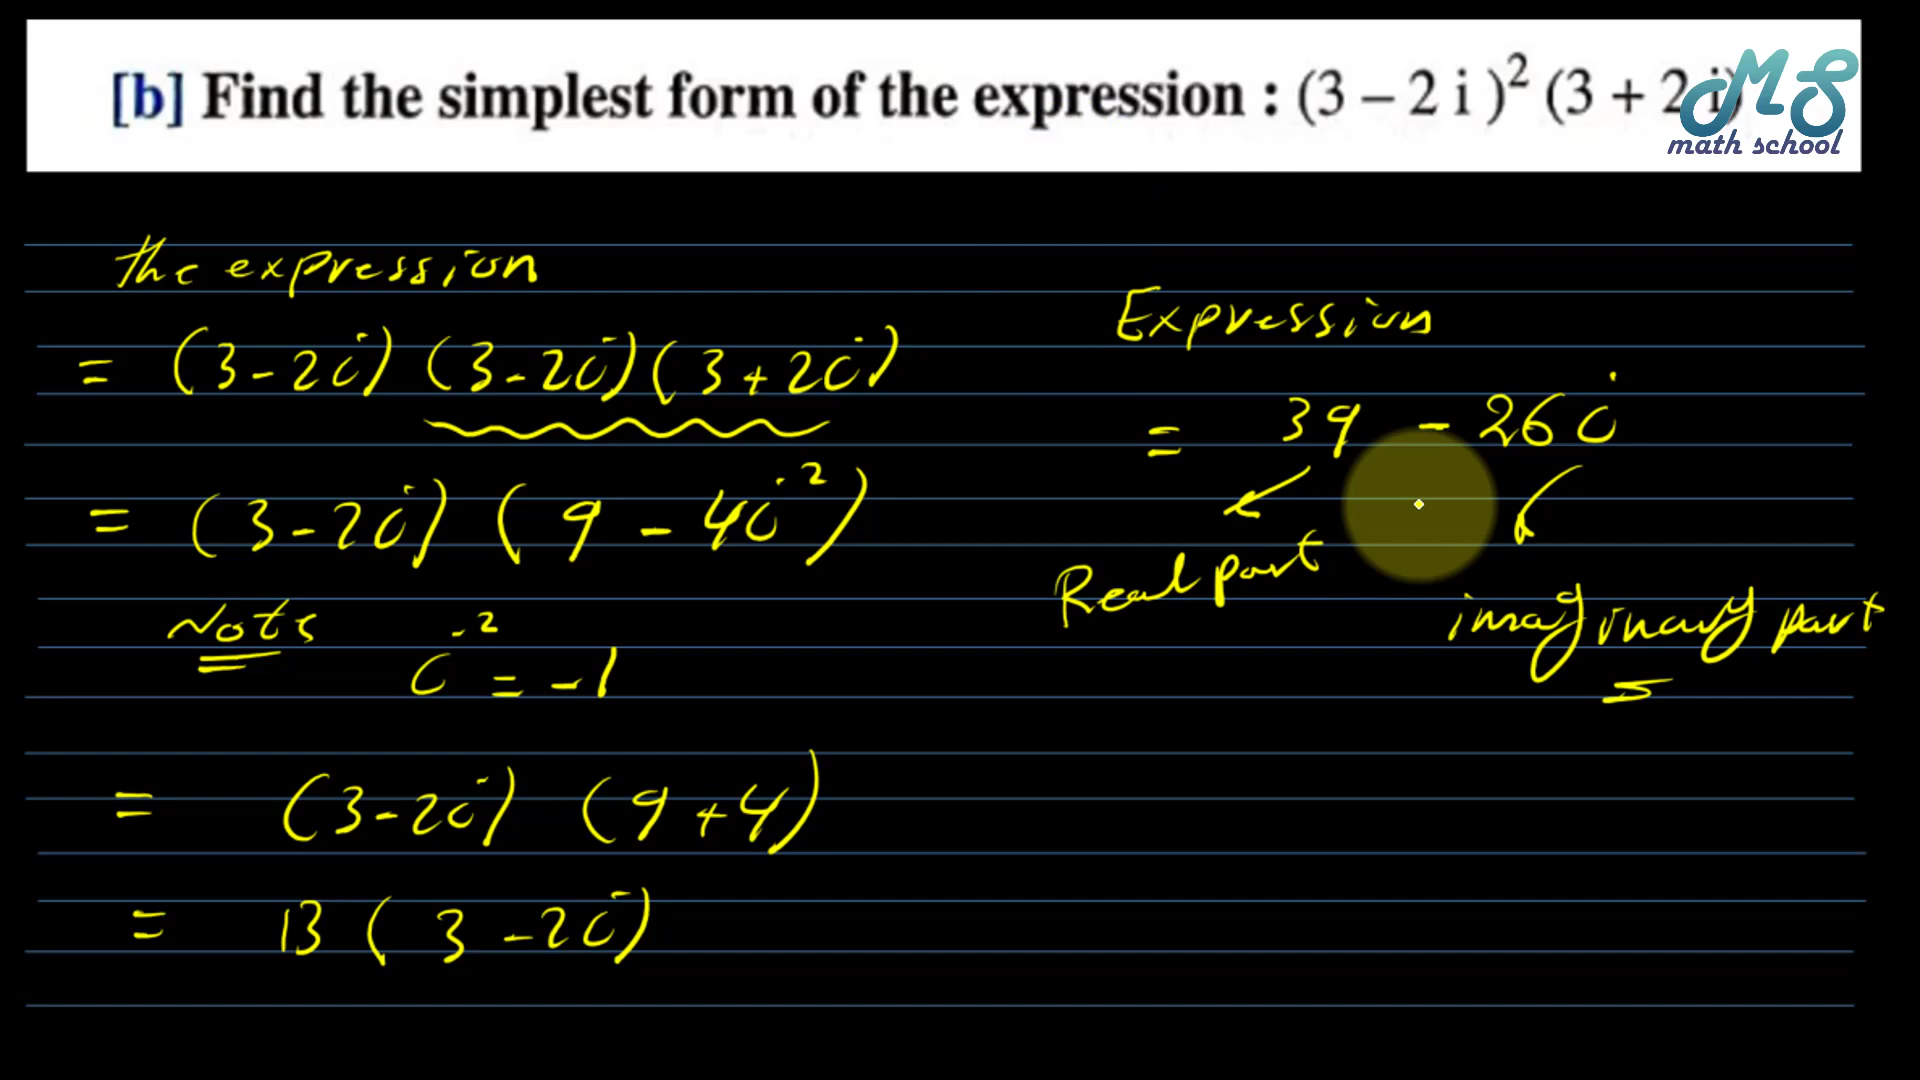 [b] Find the simplest form of the expression : (3 – 2 i )² (3 + 2 i)
MS
math school
the expression
= (3-2i) (3-2i) (3+2i)
= (3-2i) (9 - 4i²)
Note i² = -1
= (3-2i) (9+4)
= 13 (3-2i)
Expression
= 39 - 26i
Real part
imaginary part